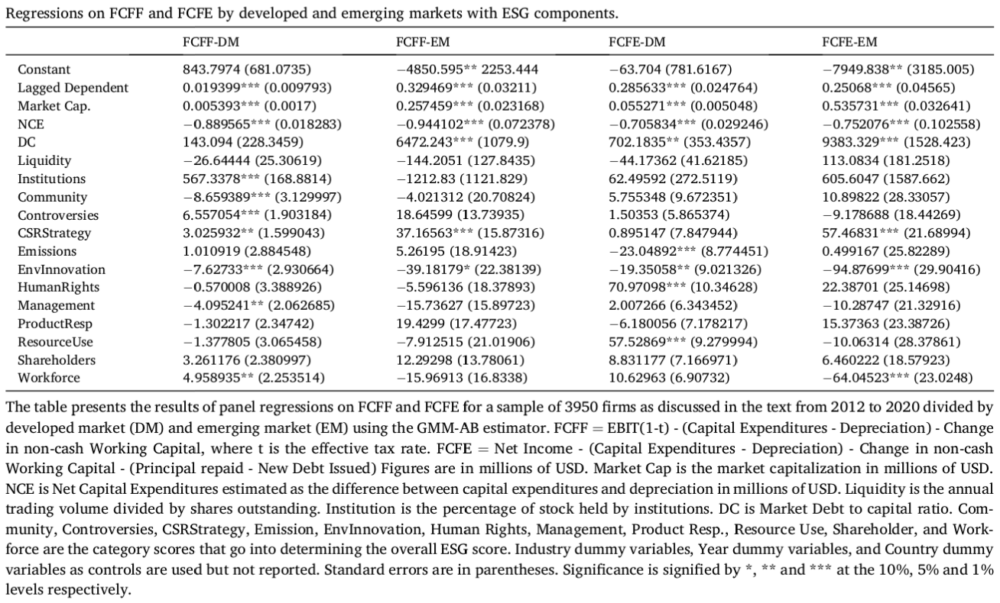 Regressions on FCFF and FCFE by developed and emerging markets with ESG components.
FCFF-DM FCFF-EM FCFE-DM FCFE-EM
Constant 843.7974 (681.0735) −4850.595** 2253.444 −63.704 (781.6167) −7949.838** (3185.005)
Lagged Dependent 0.019399*** (0.009793) 0.329469*** (0.03211) 0.285633*** (0.024764) 0.25068*** (0.04565)
Market Cap. 0.005393*** (0.0017) 0.257459*** (0.023168) 0.055271*** (0.005048) 0.535731*** (0.032641)
NCE −0.889565*** (0.018283) −0.944102*** (0.072378) −0.705834*** (0.029246) −0.752076*** (0.102558)
DC 143.094 (228.3459) 6472.243*** (1079.9) 702.1835** (353.4357) 9383.329*** (1528.423)
Liquidity −26.64444 (25.30619) −144.2051 (127.8435) −44.17362 (41.62185) 113.0834 (181.2518)
Institutions 567.3378*** (168.8814) −1212.83 (1121.829) 62.49592 (272.5119) 605.6047 (1587.662)
Community −8.659389*** (3.129997) −4.021312 (20.70824) 5.755348 (9.672351) 10.89822 (28.33057)
Controversies 6.557054*** (1.903184) 18.64599 (13.73935) 1.50353 (5.865374) −9.178688 (18.44269)
CSRStrategy 3.025932** (1.599043) 37.16563*** (15.87316) 0.895147 (7.847944) 57.46831*** (21.68994)
Emissions 1.010919 (2.884548) 5.26195 (18.91423) −23.04892*** (8.774451) 0.499167 (25.82289)
EnvInnovation −7.62733*** (2.930664) −39.18179* (22.38139) −19.35058** (9.021326) −94.87699*** (29.90416)
HumanRights −0.570008 (3.388926) −5.596136 (18.37893) 70.97098*** (10.34628) 22.38701 (25.14698)
Management −4.095241** (2.062685) −15.73627 (15.89723) 2.007266 (6.343452) −10.28747 (21.32916)
ProductResp −1.302217 (2.34742) 19.4299 (17.47723) −6.180056 (7.178217) 15.37363 (23.38726)
ResourceUse −1.377805 (3.065458) −7.912515 (21.01906) 57.52869*** (9.279994) −10.06314 (28.37861)
Shareholders 3.261176 (2.380997) 12.29298 (13.78061) 8.831177 (7.166971) 6.460222 (18.57923)
Workforce 4.958935** (2.253514) −15.96913 (16.8338) 10.62963 (6.90732) −64.04523*** (23.0248)
The table presents the results of panel regressions on FCFF and FCFE for a sample of 3950 firms as discussed in the text from 2012 to 2020 divided by
developed market (DM) and emerging market (EM) using the GMM-AB estimator. FCFF = EBIT(1-t) - (Capital Expenditures - Depreciation) - Change
in non-cash Working Capital, where t is the effective tax rate. FCFE = Net Income - (Capital Expenditures - Depreciation) - Change in non-cash
Working Capital - (Principal repaid - New Debt Issued) Figures are in millions of USD. Market Cap is the market capitalization in millions of USD.
NCE is Net Capital Expenditures estimated as the difference between capital expenditures and depreciation in millions of USD. Liquidity is the annual
trading volume divided by shares outstanding. Institution is the percentage of stock held by institutions. DC is Market Debt to capital ratio. Com-
munity, Controversies, CSRStrategy, Emission, EnvInnovation, Human Rights, Management, Product Resp., Resource Use, Shareholder, and Work-
force are the category scores that go into determining the overall ESG score. Industry dummy variables, Year dummy variables, and Country dummy
variables as controls are used but not reported. Standard errors are in parentheses. Significance is signified by *, ** and *** at the 10%, 5% and 1%
levels respectively.